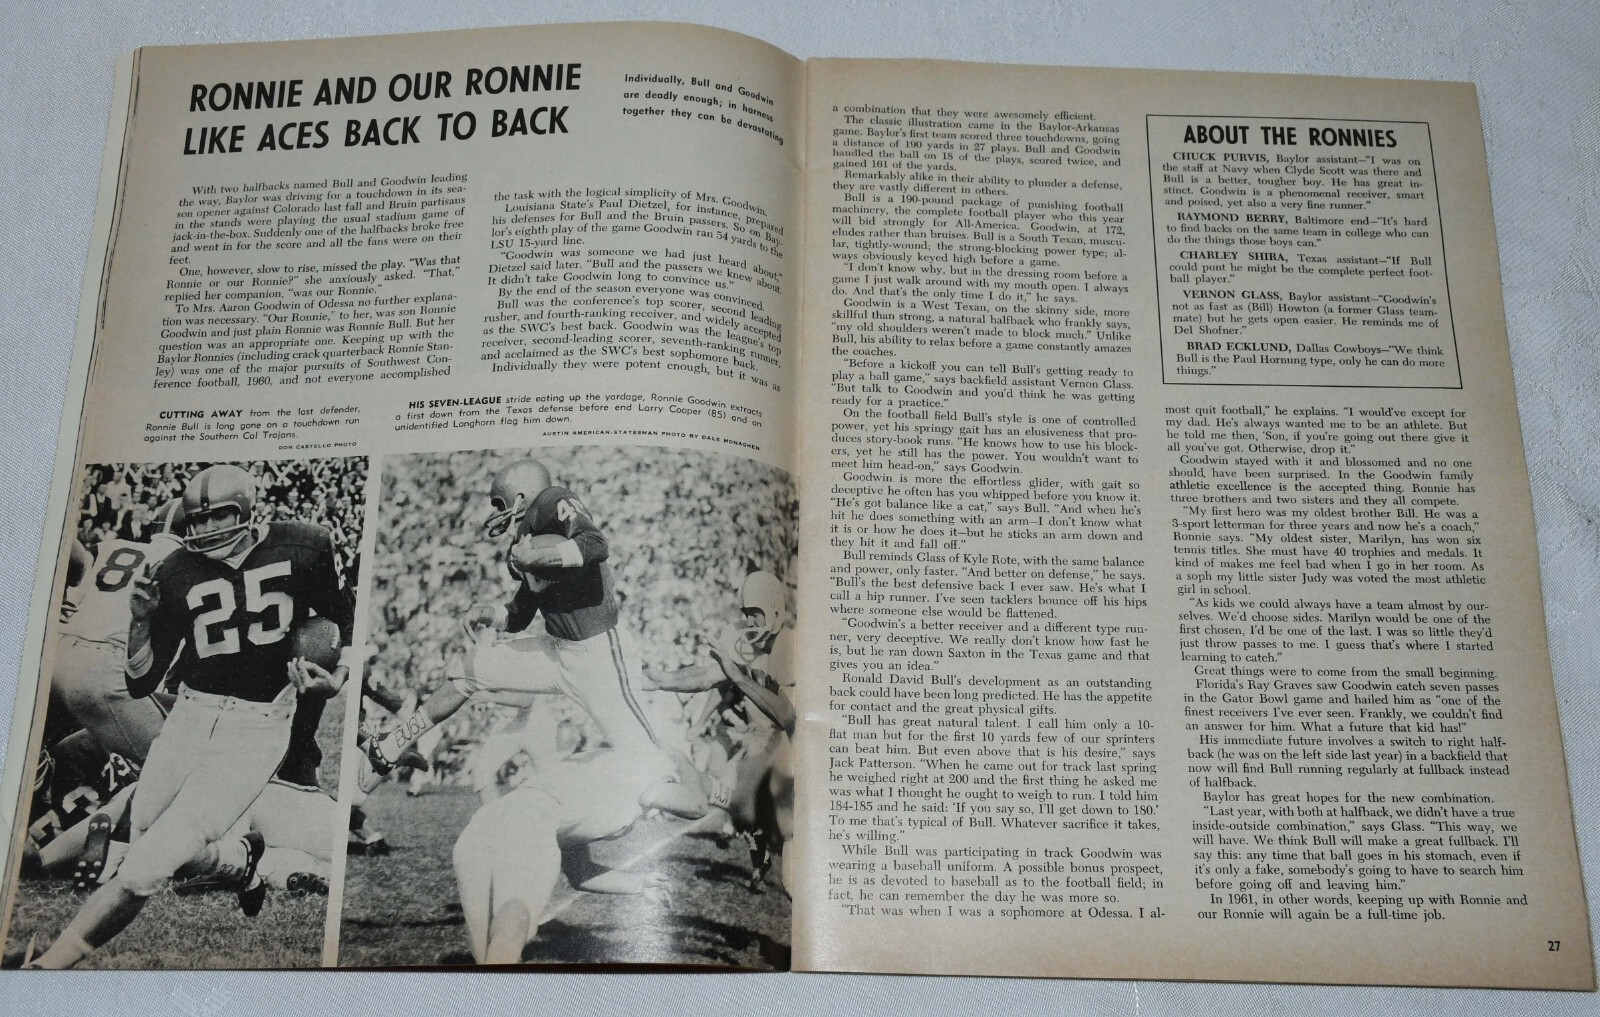 RONNIE AND OUR RONNIE
LIKE ACES BACK TO BACK
Individually, Bull and Goodwin
are deadly enough; in harness
together they can be devastating
With two halfbacks named Bull and Goodwin leading
the way, Baylor was driving for a touchdown in its sea-
son opener against Colorado last fall and Bruin partisans
in the stands were playing the usual stadium game of
jack-in-the-box. Suddenly one of the halfbacks broke free
and went in for the score and all the fans were on their
feet.
One, however, slow to rise, missed the play. "Was that
Ronnie or our Ronnie?" she anxiously asked. "That,"
replied her companion, "was our Ronnie."
To Mrs. Aaron Goodwin of Odessa no further explana-
tion was necessary. "Our Ronnie," to her, was son Ronnie
Goodwin and just plain Ronnie was Ronnie Bull. But her
question was an appropriate one. Keeping up with the
Baylor Ronnies (including crack quarterback Ronnie Stan-
ley) was one of the major pursuits of Southwest Con-
ference football, 1960, and not everyone accomplished
the task with the logical simplicity of Mrs. Goodwin.
Louisiana State's Paul Dietzel, for instance, prepared
his defenses for Bull and the Bruin passers. So on Bay-
lor's eighth play of the game Goodwin ran 54 yards to the
LSU 15-yard line.
"Goodwin was someone we had just heard about,"
Dietzel said later. "Bull and the passers we knew about.
It didn't take Goodwin long to convince us."
By the end of the season everyone was convinced.
Bull was the conference's top scorer, second leading
rusher, and fourth-ranking receiver, and widely accepted
as the SWC's best back. Goodwin was the league's top
receiver, second-leading scorer, seventh-ranking runner,
and acclaimed as the SWC's best sophomore back.
Individually they were potent enough, but it was as
CUTTING AWAY from the last defender,
Ronnie Bull is long gone on a touchdown run
against the Southern Cal Trojans.
DON CASTELLO PHOTO
HIS SEVEN-LEAGUE stride eating up the yardage, Ronnie Goodwin extracts
a first down from the Texas defense before end Larry Cooper (85) and an
unidentified Longhorn flag him down.
AUSTIN AMERICAN-STATESMAN PHOTO BY DALE MONAGHEN
8
25
73
4
a combination that they were awesomely efficient.
The classic illustration came in the Baylor-Arkansas
game. Baylor's first team scored three touchdowns, going
a distance of 190 yards in 27 plays. Bull and Goodwin
handled the ball on 18 of the plays, scored twice, and
gained 161 of the yards.
Remarkably alike in their ability to plunder a defense,
they are vastly different in others.
Bull is a 190-pound package of punishing football
machinery, the complete football player who this year
will bid strongly for All-America. Goodwin, at 172,
eludes rather than bruises. Bull is a South Texan, muscu-
lar, tightly-wound; the strong-blocking power type; al-
ways obviously keyed high before a game.
"I don't know why, but in the dressing room before a
game I just walk around with my mouth open. I always
do. And that's the only time I do it," he says.
Goodwin is a West Texan, on the skinny side, more
skillful than strong, a natural halfback who frankly says,
"my old shoulders weren't made to block much." Unlike
Bull, his ability to relax before a game constantly amazes
the coaches.
"Before a kickoff you can tell Bull's getting ready to
play a ball game," says backfield assistant Vernon Glass.
"But talk to Goodwin and you'd think he was getting
ready for a practice."
On the football field Bull's style is one of controlled
power, yet his springy gait has an elusiveness that pro-
duces story-book runs. "He knows how to use his block-
ers, yet he still has the power. You wouldn't want to
meet him head-on," says Goodwin.
Goodwin is more the effortless glider, with gait so
deceptive he often has you whipped before you know it.
"He's got balance like a cat," says Bull. "And when he's
hit he does something with an arm—I don't know what
it is or how he does it—but he sticks an arm down and
they hit it and fall off."
Bull reminds Glass of Kyle Rote, with the same balance
and power, only faster. "And better on defense," he says.
"Bull's the best defensive back I ever saw. He's what I
call a hip runner. I've seen tacklers bounce off his hips
where someone else would be flattened.
"Goodwin's a better receiver and a different type run-
ner, very deceptive. We really don't know how fast he
is, but he ran down Saxton in the Texas game and that
gives you an idea."
Ronald David Bull's development as an outstanding
back could have been long predicted. He has the appetite
for contact and the great physical gifts.
"Bull has great natural talent. I call him only a 10-
flat man but for the first 10 yards few of our sprinters
can beat him. But even above that is his desire," says
Jack Patterson. "When he came out for track last spring
he weighed right at 200 and the first thing he asked me
was what I thought he ought to weigh to run. I told him
184-185 and he said: 'If you say so, I'll get down to 180.'
To me that's typical of Bull. Whatever sacrifice it takes,
he's willing."
While Bull was participating in track Goodwin was
wearing a baseball uniform. A possible bonus prospect,
he is as devoted to baseball as to the football field; in
fact, he can remember the day he was more so.
"That was when I was a sophomore at Odessa. I al-
ABOUT THE RONNIES
CHUCK PURVIS, Baylor assistant—"I was on
the staff at Navy when Clyde Scott was there and
Bull is a better, tougher boy. He has great in-
stinct. Goodwin is a phenomenal receiver, smart
and poised, yet also a very fine runner."
RAYMOND BERRY, Baltimore end—"It's hard
to find backs on the same team in college who can
do the things those boys can."
CHARLEY SHIRA, Texas assistant—"If Bull
could punt he might be the complete perfect foot-
ball player."
VERNON GLASS, Baylor assistant—"Goodwin's
not as fast as (Bill) Howton (a former Glass team-
mate) but he gets open easier. He reminds me of
Del Shofner."
BRAD ECKLUND, Dallas Cowboys—"We think
Bull is the Paul Hornung type, only he can do more
things."
most quit football," he explains. "I would've except for
my dad. He's always wanted me to be an athlete. But
he told me then, 'Son, if you're going out there give it
all you've got. Otherwise, drop it."
Goodwin stayed with it and blossomed and no one
should have been surprised. In the Goodwin family
athletic excellence is the accepted thing. Ronnie has
three brothers and two sisters and they all compete.
"My first hero was my oldest brother Bill. He was a
3-sport letterman for three years and now he's a coach,"
Ronnie says. "My oldest sister, Marilyn, has won six
tennis titles. She must have 40 trophies and medals. It
kind of makes me feel bad when I go in her room. As
a soph my little sister Judy was voted the most athletic
girl in school.
"As kids we could always have a team almost by our-
selves. We'd choose sides. Marilyn would be one of the
first chosen, I'd be one of the last. I was so little they'd
just throw passes to me. I guess that's where I started
learning to catch."
Great things were to come from the small beginning.
Florida's Ray Graves saw Goodwin catch seven passes
in the Gator Bowl game and hailed him as "one of the
finest receivers I've ever seen. Frankly, we couldn't find
an answer for him. What a future that kid has!"
His immediate future involves a switch to right half-
back (he was on the left side last year) in a backfield that
now will find Bull running regularly at fullback instead
of halfback.
Baylor has great hopes for the new combination.
"Last year, with both at halfback, we didn't have a true
inside-outside combination," says Glass. "This way, we
will have. We think Bull will make a great fullback. I'll
say this: any time that ball goes in his stomach, even if
it's only a fake, somebody's going to have to search him
before going off and leaving him."
In 1961, in other words, keeping up with Ronnie and
our Ronnie will again be a full-time job.
27